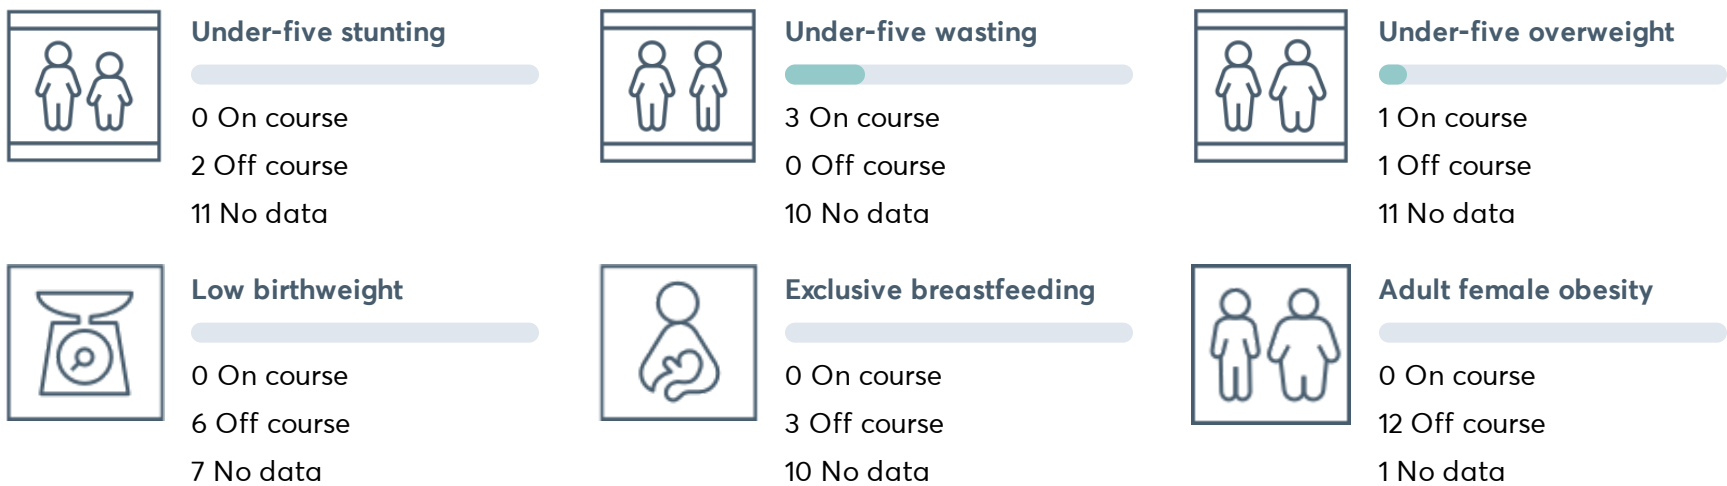 Under-five stunting
0 On course
2 Off course
11 No data
Under-five wasting
3 On course
0 Off course
10 No data
Under-five overweight
1 On course
1 Off course
11 No data
Low birthweight
0 On course
6 Off course
7 No data
Exclusive breastfeeding
0 On course
3 Off course
10 No data
Adult female obesity
0 On course
12 Off course
1 No data